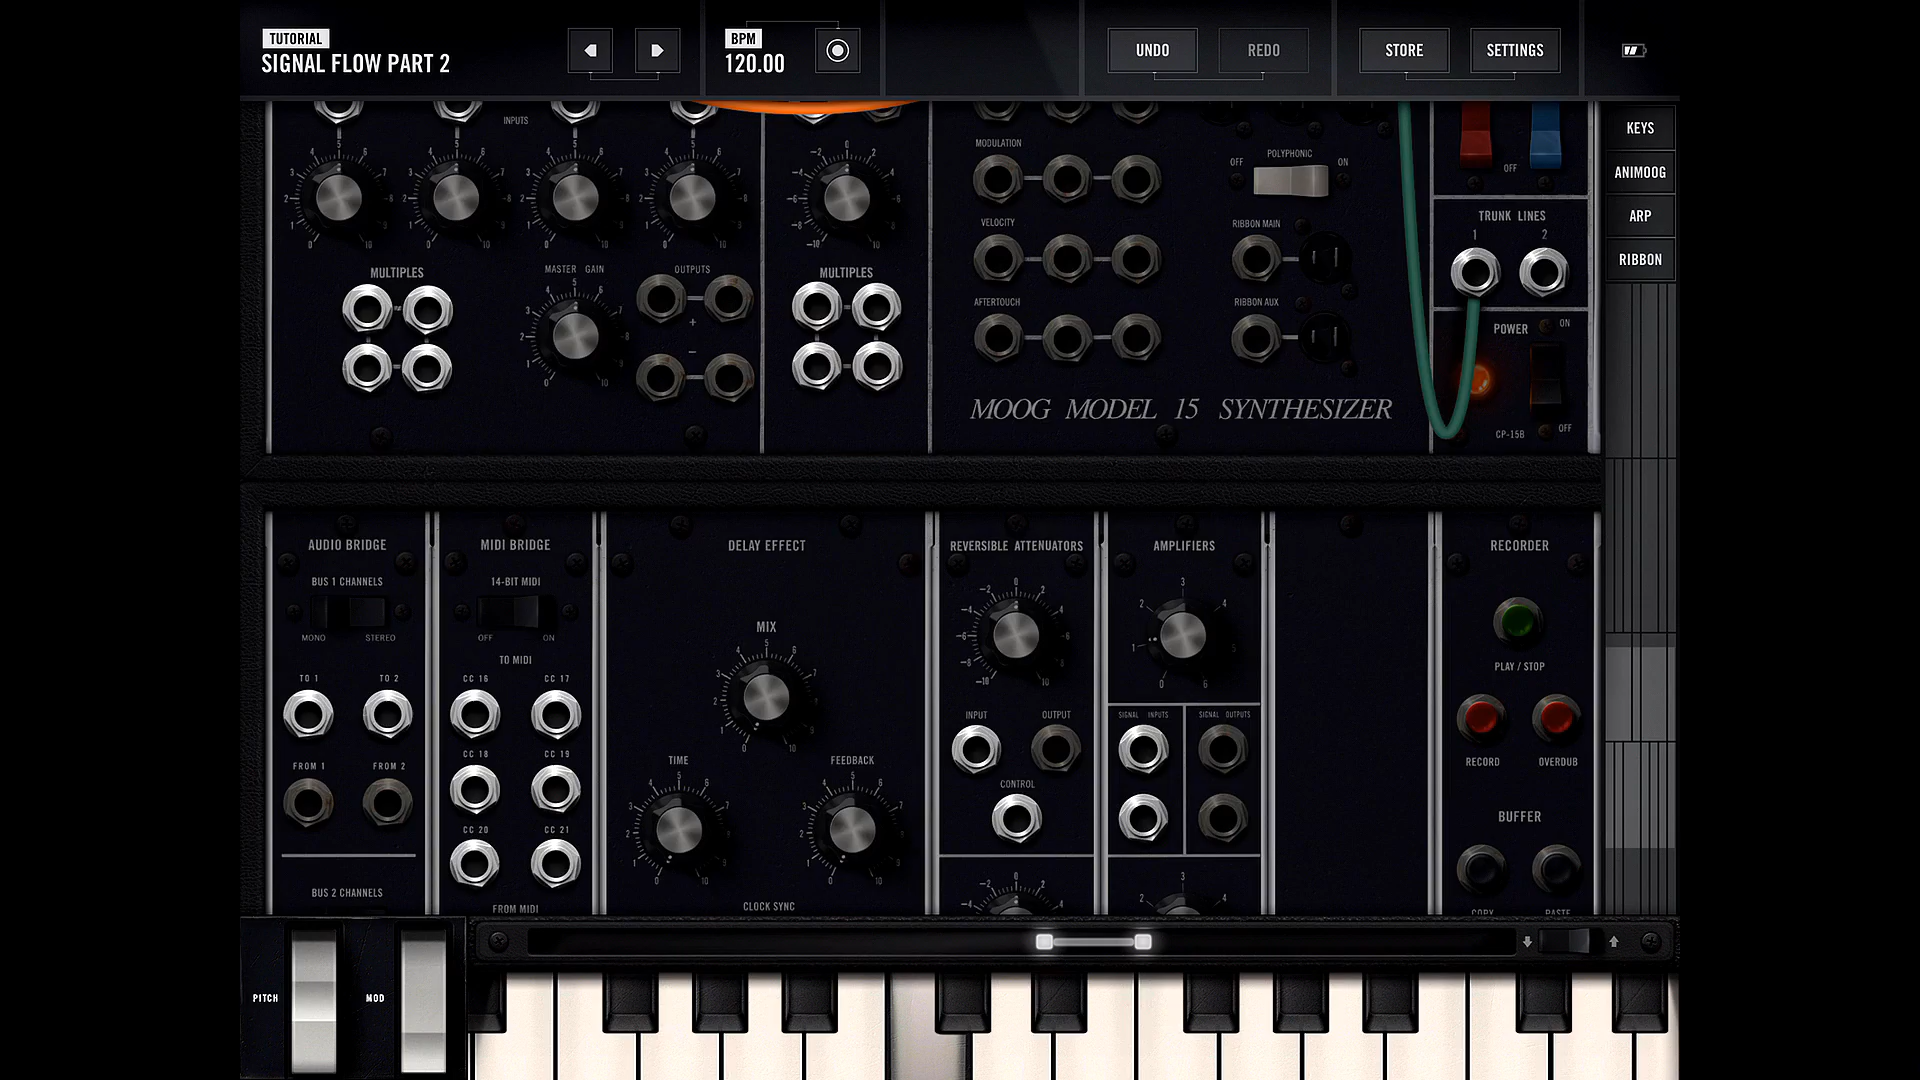 TUTORIAL
SIGNAL FLOW PART 2
BPM
120.00
UNDO
REDO
STORE
SETTINGS
KEYS
ANIMOOG
ARP
RIBBON
INPUTS
MULTIPLES
MASTER GAIN
OUTPUTS
+
−
MULTIPLES
MODULATION
VELOCITY
AFTERTOUCH
POLYPHONIC
OFF
ON
RIBBON MAIN
RIBBON AUX
MOOG MODEL 15 SYNTHESIZER
OFF
TRUNK LINES
1
2
POWER
ON
OFF
CP-15B
AUDIO BRIDGE
BUS 1 CHANNELS
MONO
STEREO
TO 1
TO 2
FROM 1
FROM 2
BUS 2 CHANNELS
MIDI BRIDGE
14-BIT MIDI
OFF
ON
TO MIDI
CC 16
CC 17
CC 18
CC 19
CC 20
CC 21
FROM MIDI
DELAY EFFECT
MIX
TIME
FEEDBACK
CLOCK SYNC
REVERSIBLE ATTENUATORS
INPUT
OUTPUT
CONTROL
AMPLIFIERS
SIGNAL INPUTS
SIGNAL OUTPUTS
RECORDER
PLAY / STOP
RECORD
OVERDUB
BUFFER
COPY
PASTE
PITCH
MOD